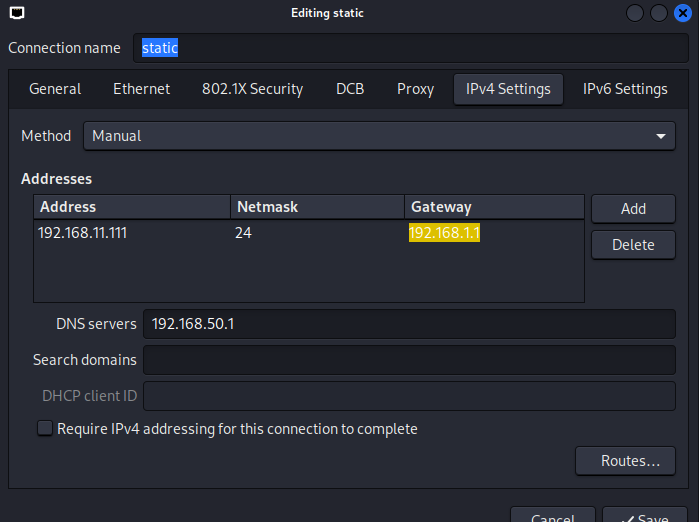 Editing static
Connection name static
General Ethernet 802.1X Security DCB Proxy IPv4 Settings IPv6 Settings
Method Manual
Addresses
Address Netmask Gateway
192.168.11.111 24 192.168.1.1
Add
Delete
DNS servers 192.168.50.1
Search domains
DHCP client ID
Require IPv4 addressing for this connection to complete
Routes...
Cancel Save